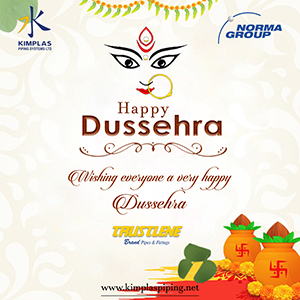 KIMPLAS
PIPING SYSTEMS LTD
NORMA
GROUP
Happy
Dussehra
Wishing everyone a very happy
Dussehra
TRUSTLENE
Brand Pipes & Fittings
www.kimplaspiping.net